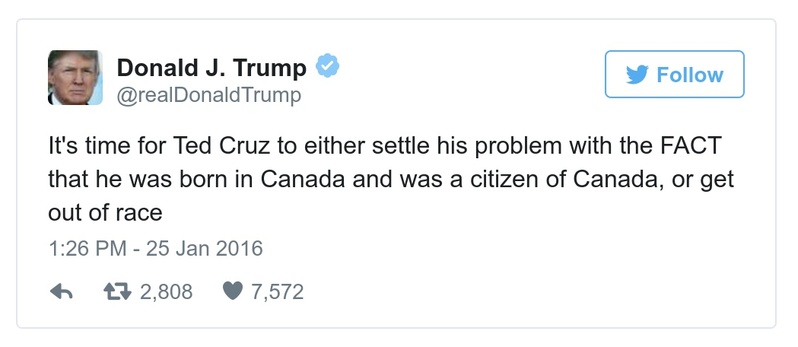 Donald J. Trump
@realDonaldTrump
Follow
It's time for Ted Cruz to either settle his problem with the FACT
that he was born in Canada and was a citizen of Canada, or get
out of race
1:26 PM - 25 Jan 2016
2,808 7,572